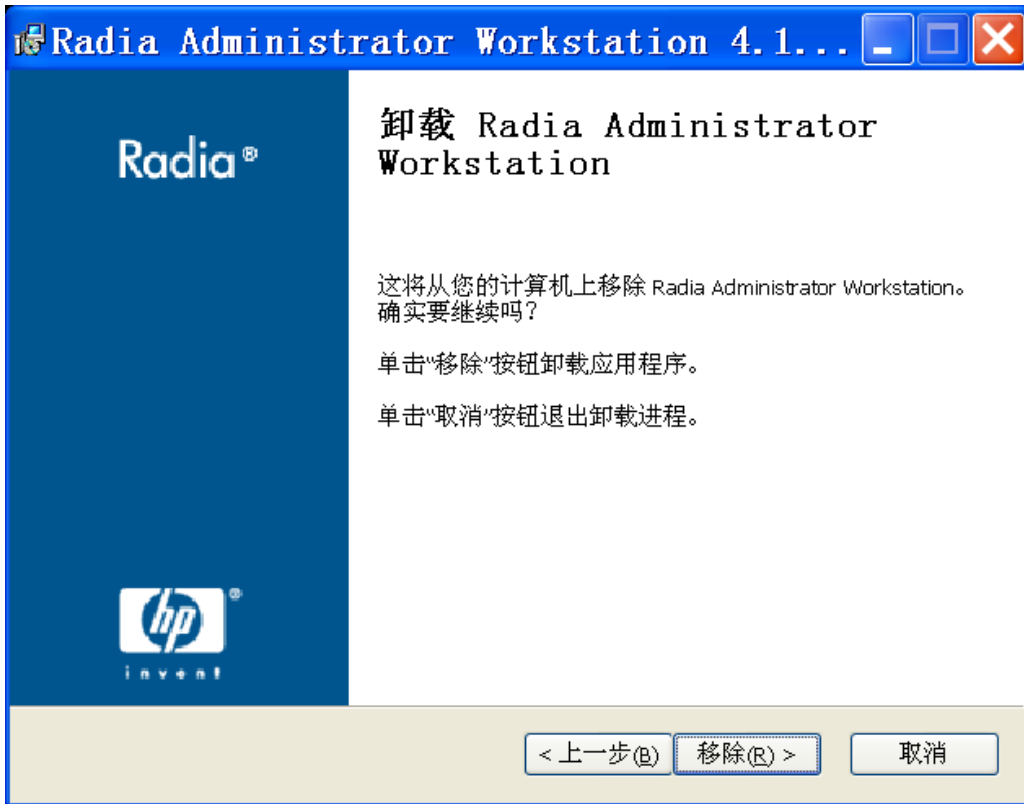 Radia Administrator Workstation 4.1...
Radia®
卸载 Radia Administrator
Workstation
这将从您的计算机上移除 Radia Administrator Workstation。
确实要继续吗?
单击“移除”按钮卸载应用程序。
单击“取消”按钮退出卸载进程。
hp®
invent
< 上一步(B)
移除(R) >
取消